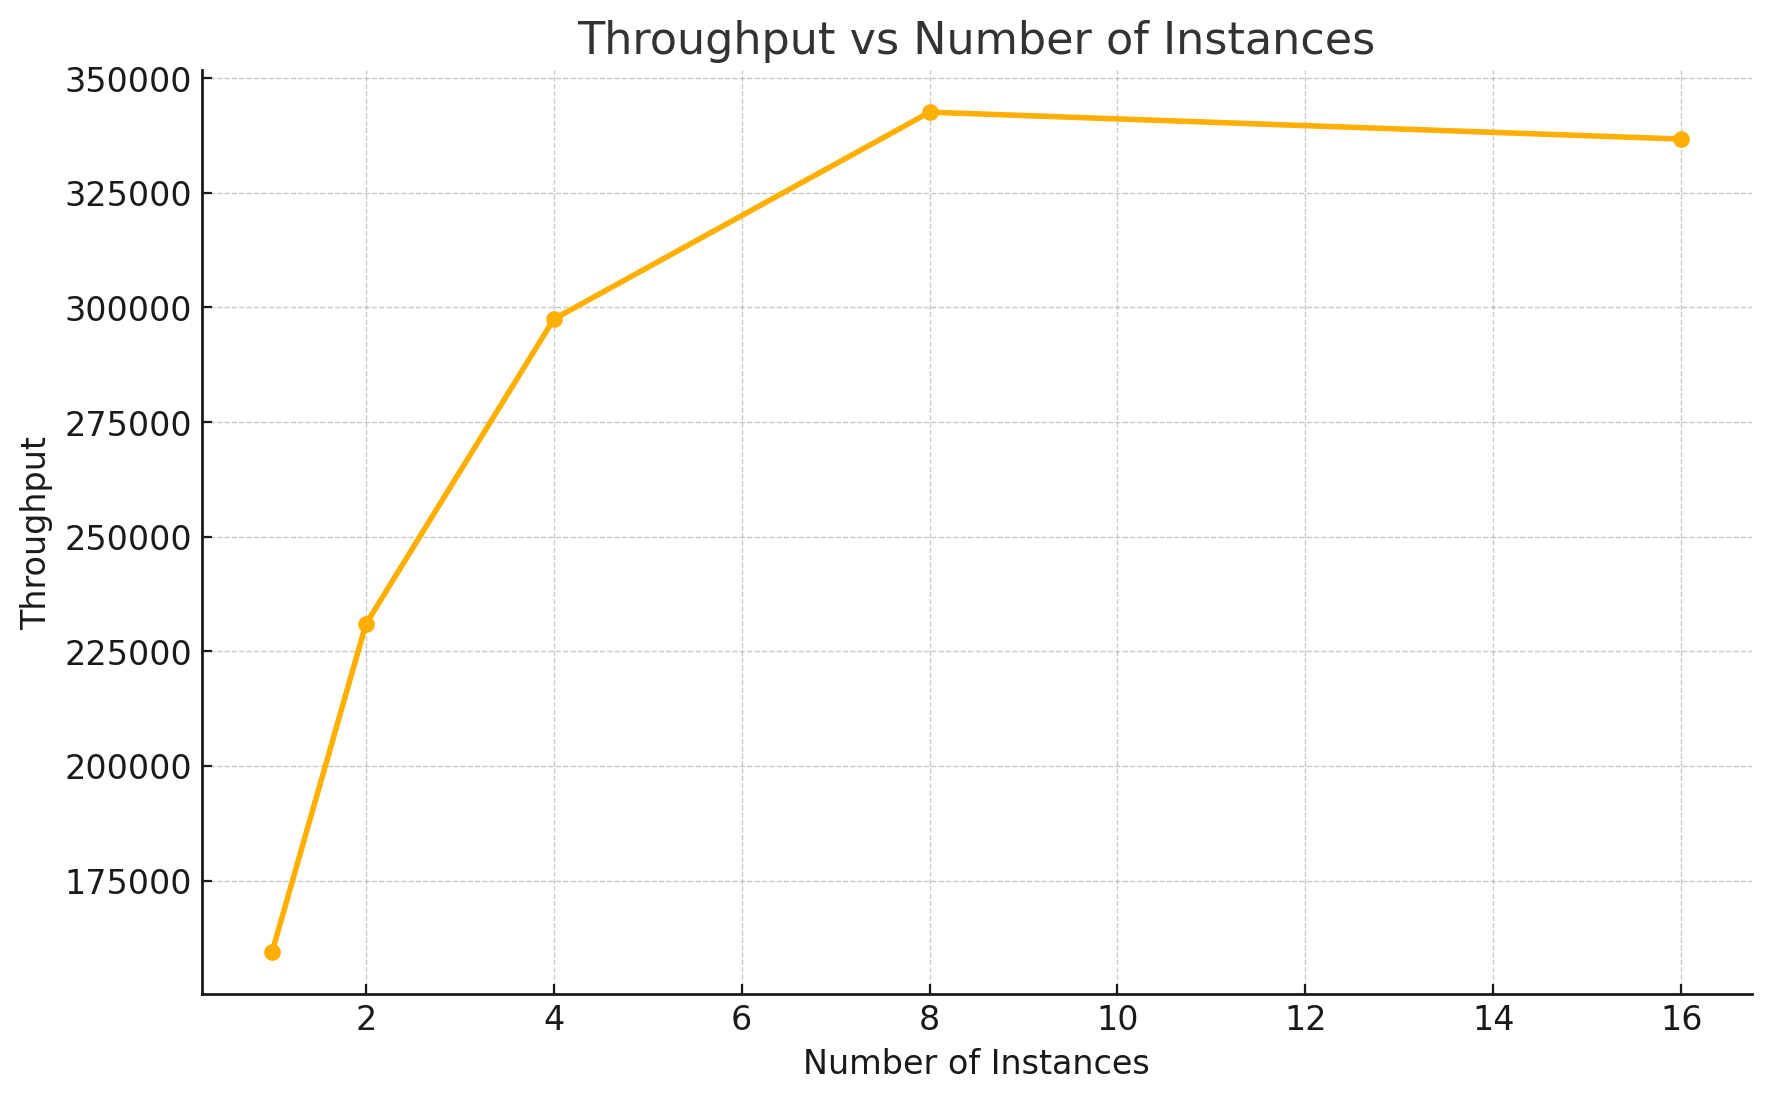 Throughput vs Number of Instances
350000
325000
300000
275000
250000
225000
200000
175000
Throughput
2 4 6 8 10 12 14 16
Number of Instances